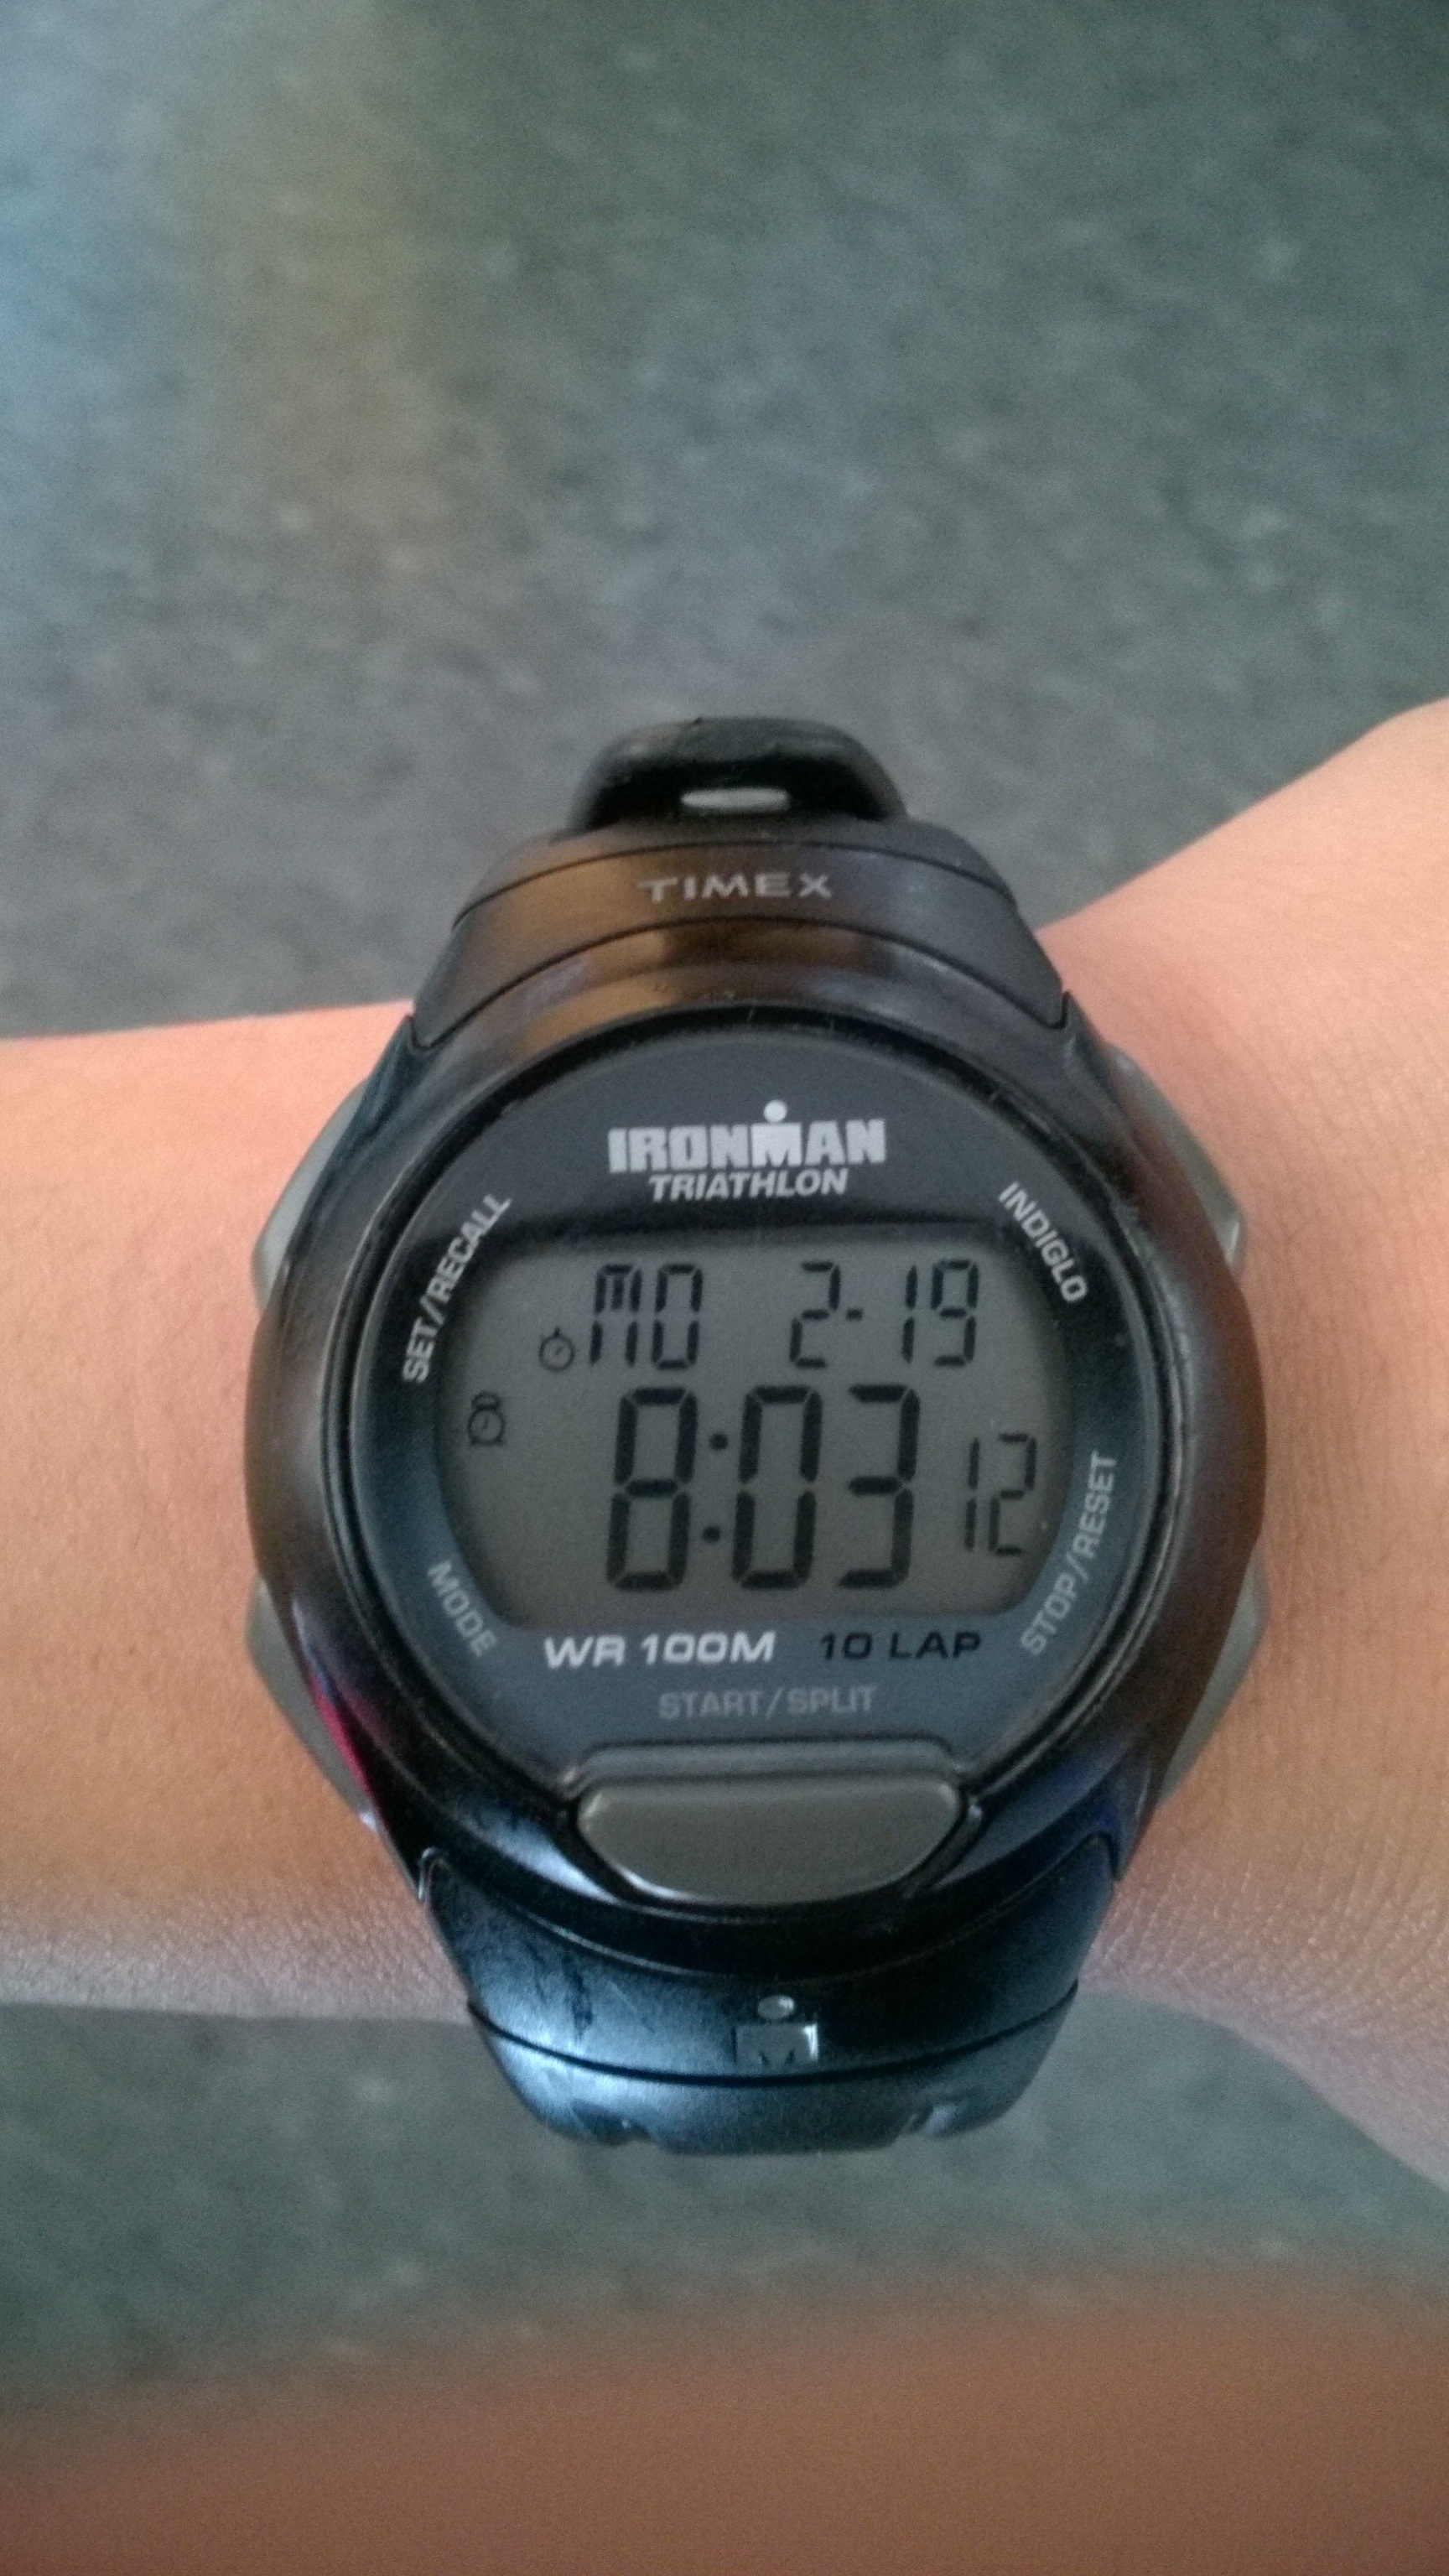 TIMEX
IRONMAN
TRIATHLON
SET/RECALL
INDIGLO
MO 2-19
8:03 12
MODE
STOP/RESET
WR 100M 10 LAP
START/SPLIT
M